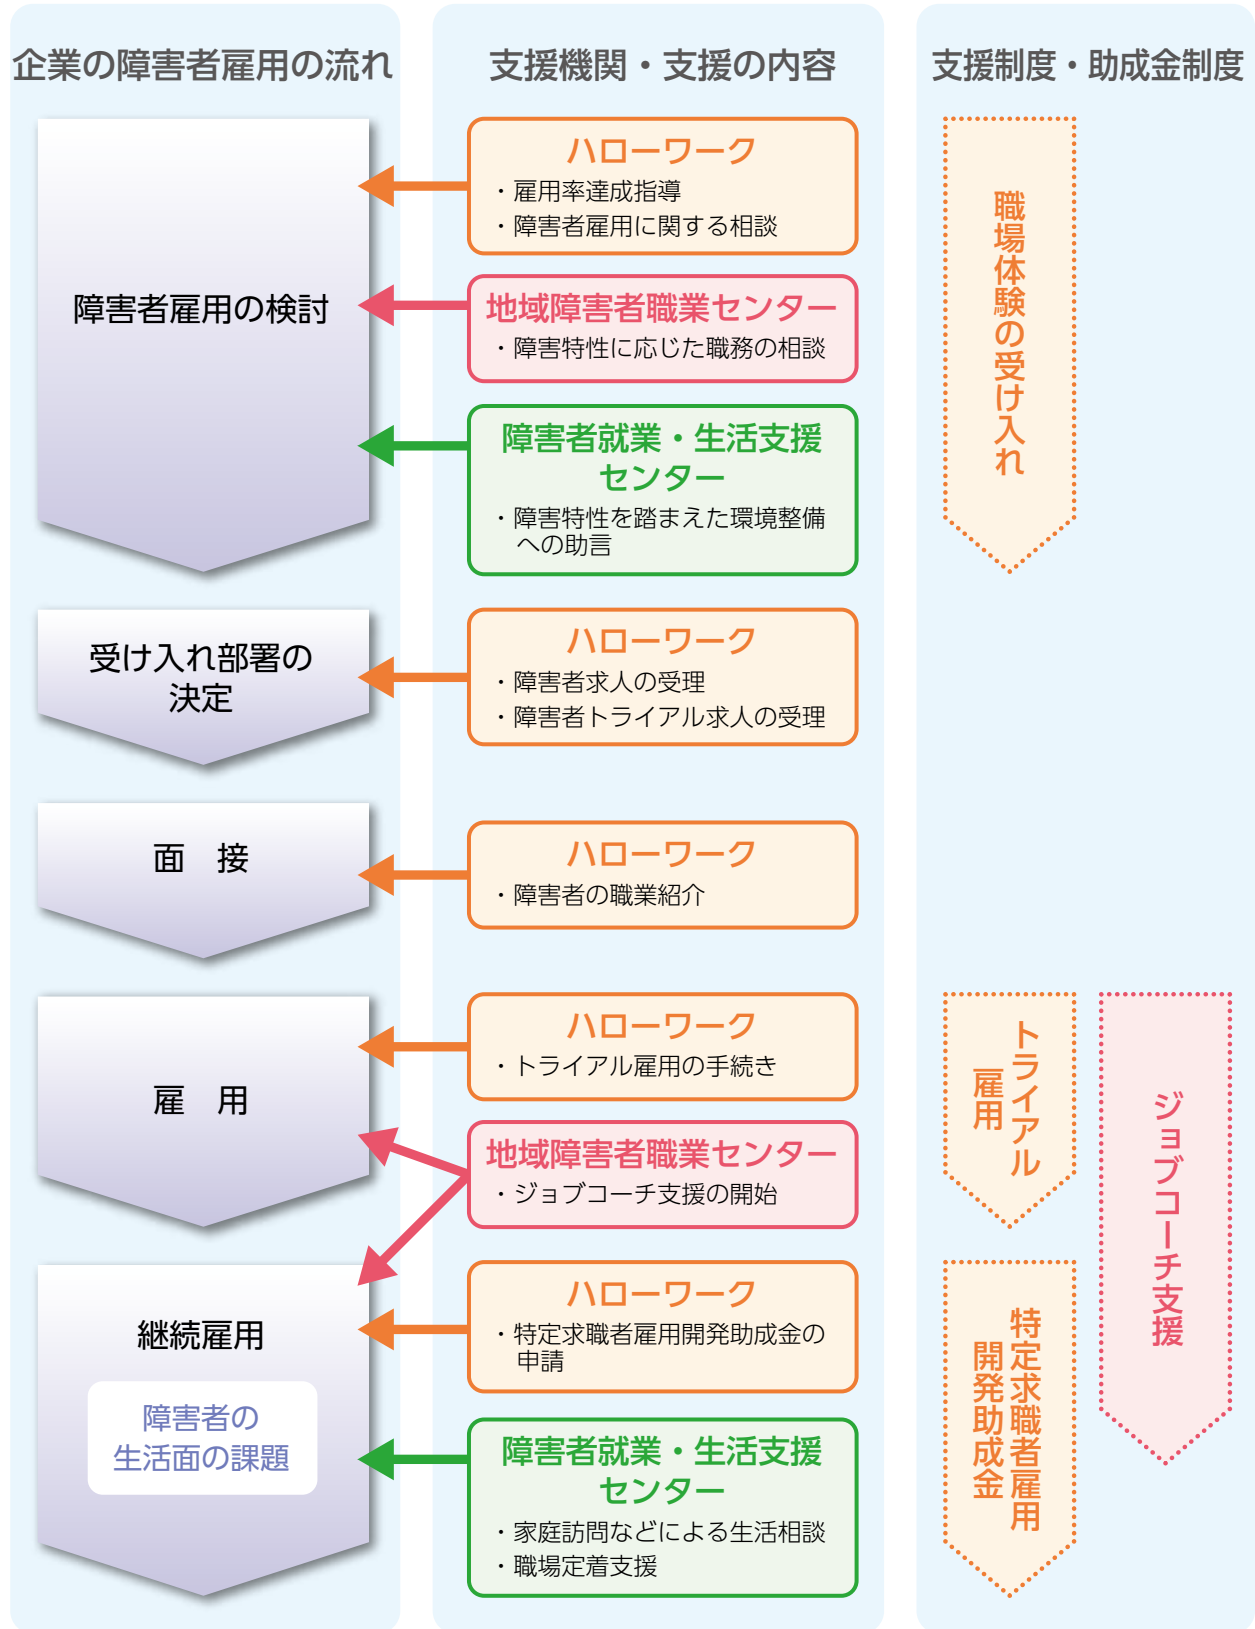 企業の障害者雇用の流れ
支援機関・支援の内容
支援制度・助成金制度
障害者雇用の検討
ハローワーク
・雇用率達成指導
・障害者雇用に関する相談
地域障害者職業センター
・障害特性に応じた職務の相談
障害者就業・生活支援
センター
・障害特性を踏まえた環境整備
への助言
職場体験の受け入れ
受け入れ部署の
決定
ハローワーク
・障害者求人の受理
・障害者トライアル求人の受理
面　接
ハローワーク
・障害者の職業紹介
雇　用
ハローワーク
・トライアル雇用の手続き
地域障害者職業センター
・ジョブコーチ支援の開始
トライアル
雇用
ジョブコーチ支援
継続雇用
障害者の
生活面の課題
ハローワーク
・特定求職者雇用開発助成金の
申請
障害者就業・生活支援
センター
・家庭訪問などによる生活相談
・職場定着支援
特定求職者雇用
開発助成金